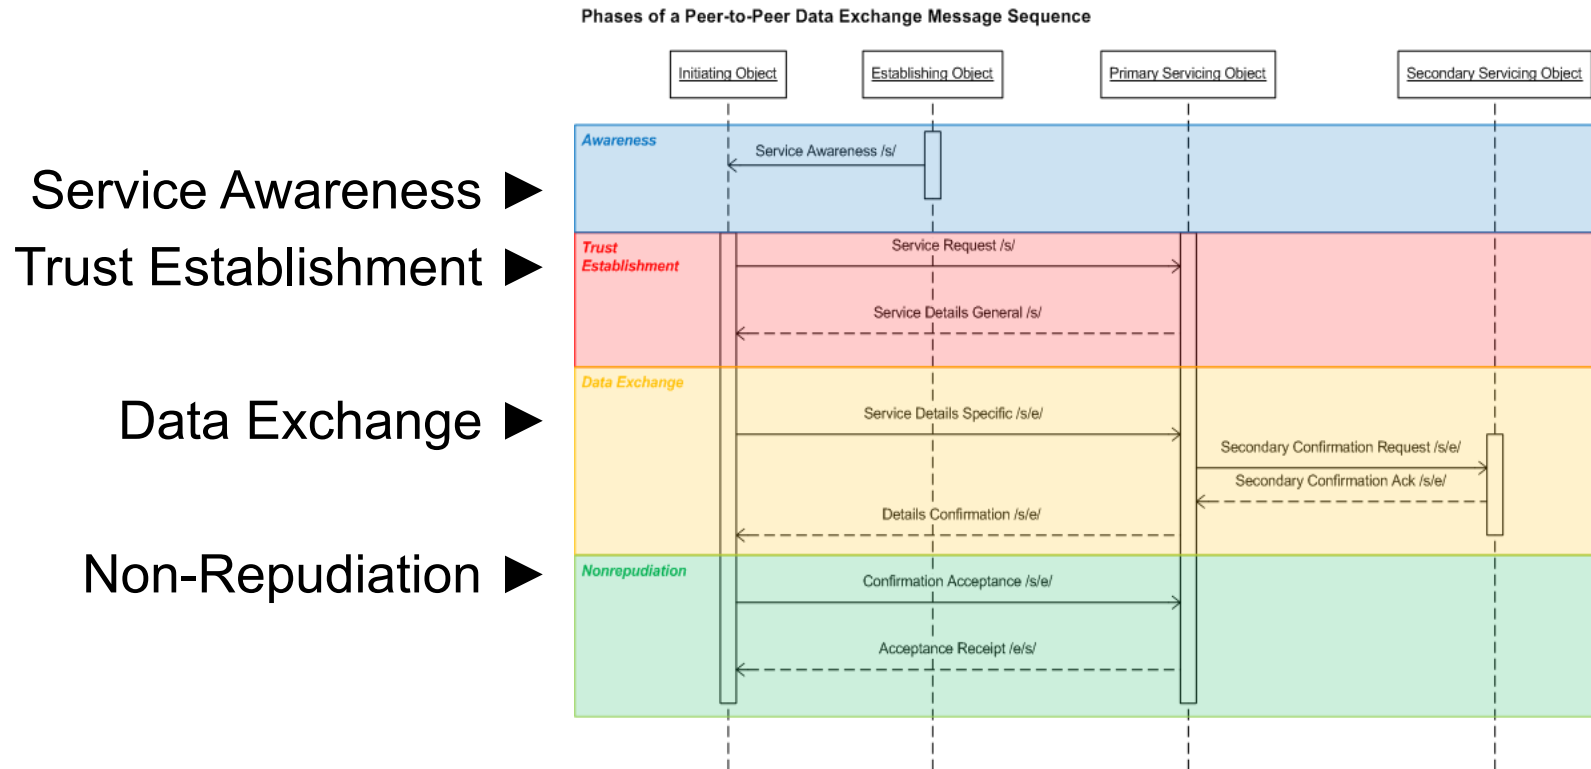 Phases of a Peer-to-Peer Data Exchange Message Sequence
Initiating Object
Establishing Object
Primary Servicing Object
Secondary Servicing Object
Service Awareness ►
Awareness
Service Awareness /s/
Trust Establishment ►
Trust
Establishment
Service Request /s/
Service Details General /s/
Data Exchange ►
Data Exchange
Service Details Specific /s/e/
Secondary Confirmation Request /s/e/
Secondary Confirmation Ack /s/e/
Details Confirmation /s/e/
Non-Repudiation ►
Nonrepudiation
Confirmation Acceptance /s/e/
Acceptance Receipt /e/s/